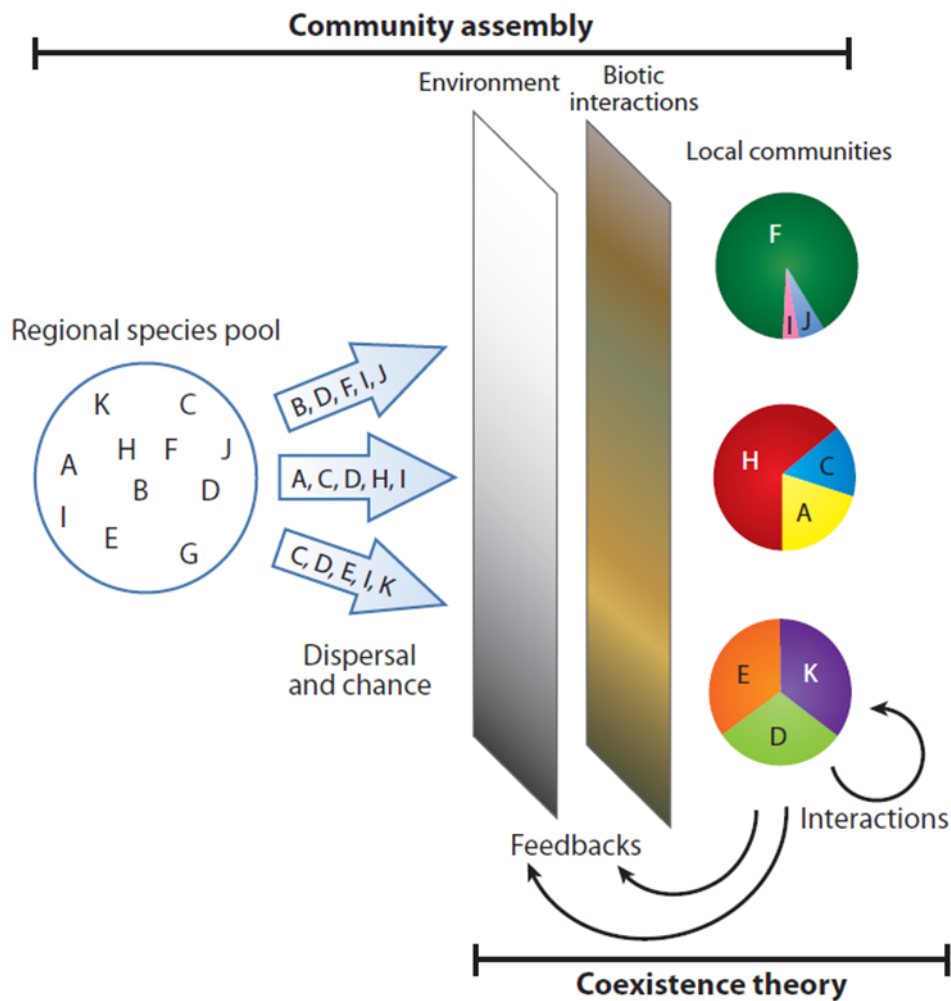 Community assembly
Environment
Biotic
interactions
Local communities
F
I
J
Regional species pool
K
C
H
F
J
A
B
D
I
E
G
B, D, F, I, J
A, C, D, H, I
C, D, E, I, K
Dispersal
and chance
H
C
A
E
K
D
Interactions
Feedbacks
Coexistence theory